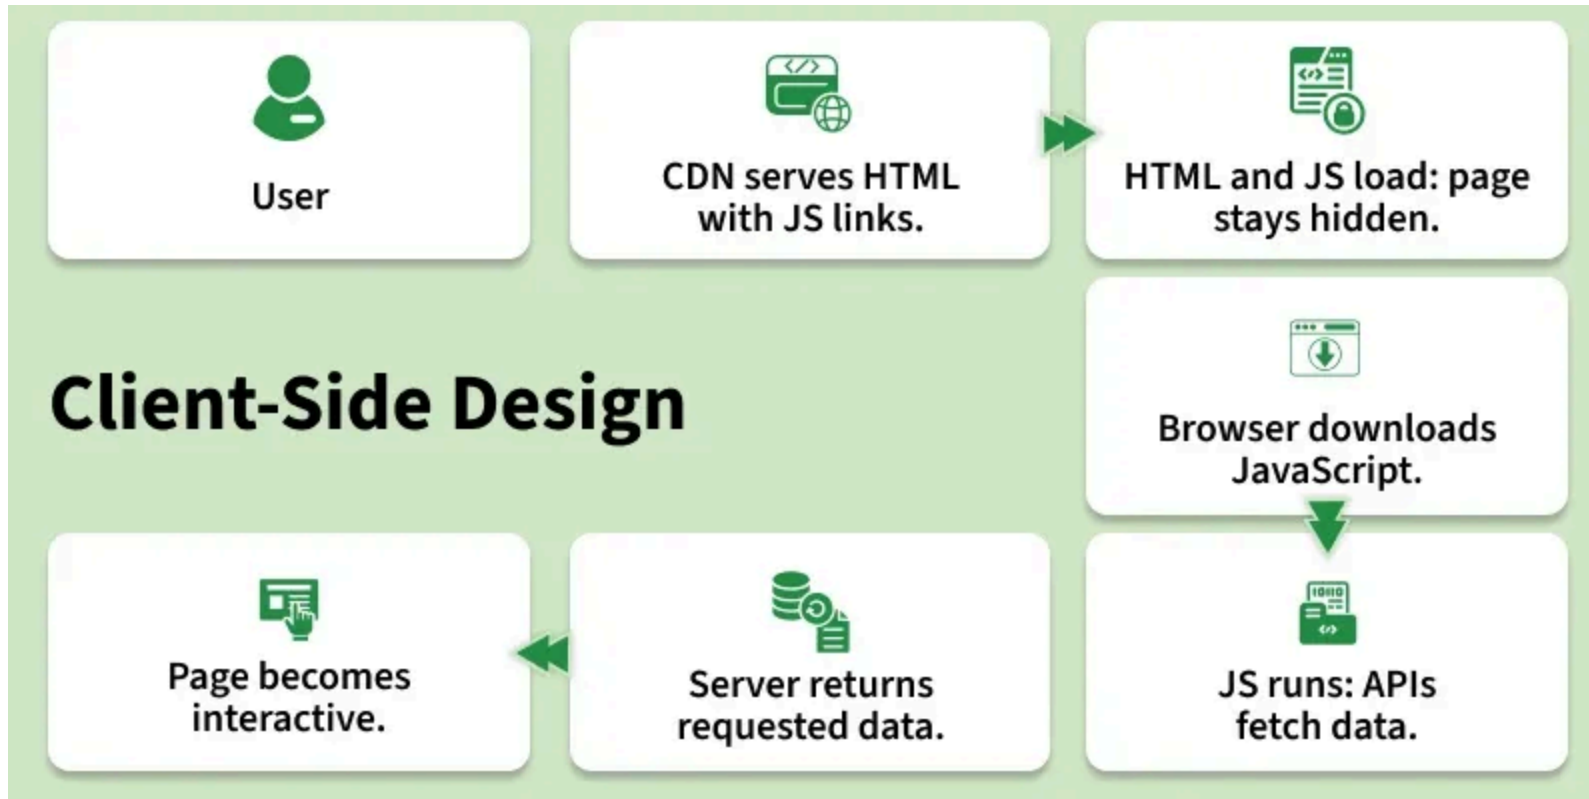 User
CDN serves HTML
with JS links.
HTML and JS load: page
stays hidden.
Client-Side Design
Browser downloads
JavaScript.
Page becomes
interactive.
Server returns
requested data.
JS runs: APIs
fetch data.